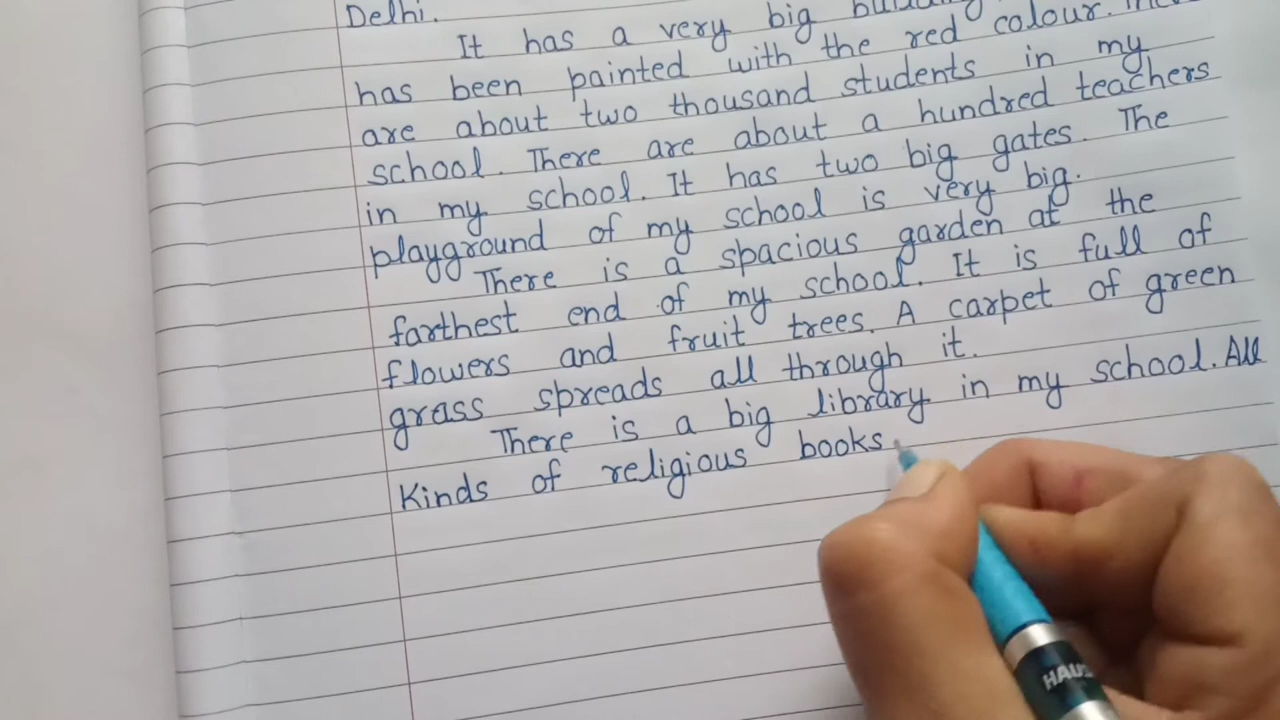 Delhi.
It has a very big building
has been painted with the red colour.
are about two thousand students in my
school. There are about a hundred teachers
in my school. It has two big gates. The
playground of my school is very big.
There is a spacious garden at the
farthest end of my school. It is full of
flowers and fruit trees. A carpet of green
grass spreads all through it.
There is a big library in my school. All
Kinds of religious books
HAUS